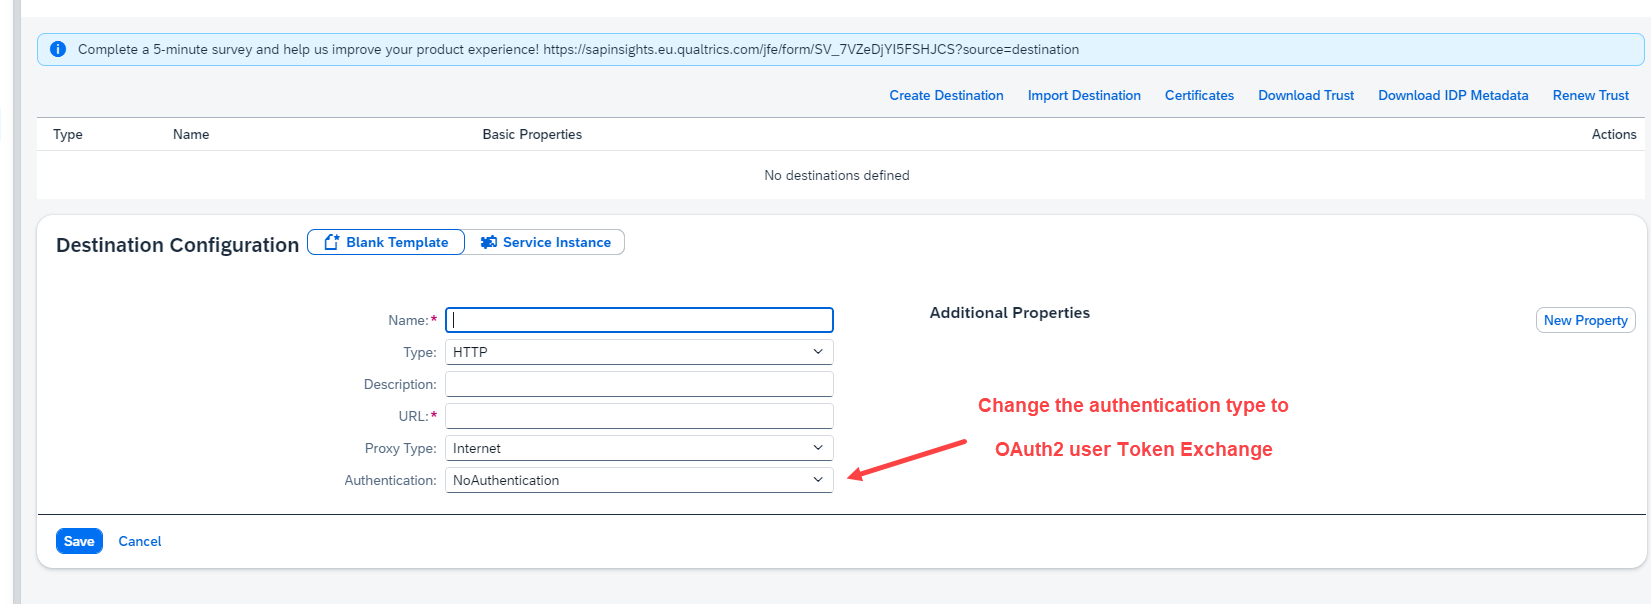 Complete a 5-minute survey and help us improve your product experience! https://sapinsights.eu.qualtrics.com/jfe/form/SV_7VZeDjYI5FSHJCS?source=destination
Create Destination Import Destination Certificates Download Trust Download IDP Metadata Renew Trust
Type Name Basic Properties Actions
No destinations defined
Destination Configuration Blank Template Service Instance
Name:*
Type: HTTP
Description:
URL:*
Proxy Type: Internet
Authentication: NoAuthentication
Additional Properties
New Property
Change the authentication type to
OAuth2 user Token Exchange
Save Cancel